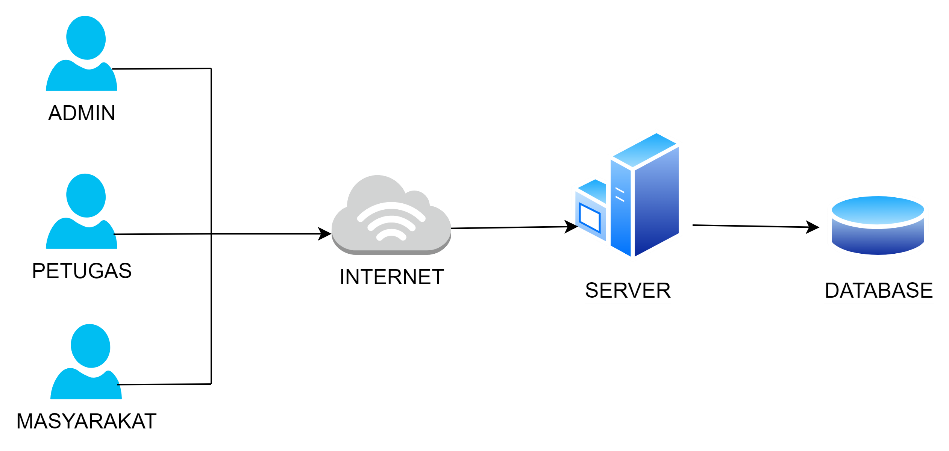 ADMIN
PETUGAS
MASYARAKAT
INTERNET
SERVER
DATABASE